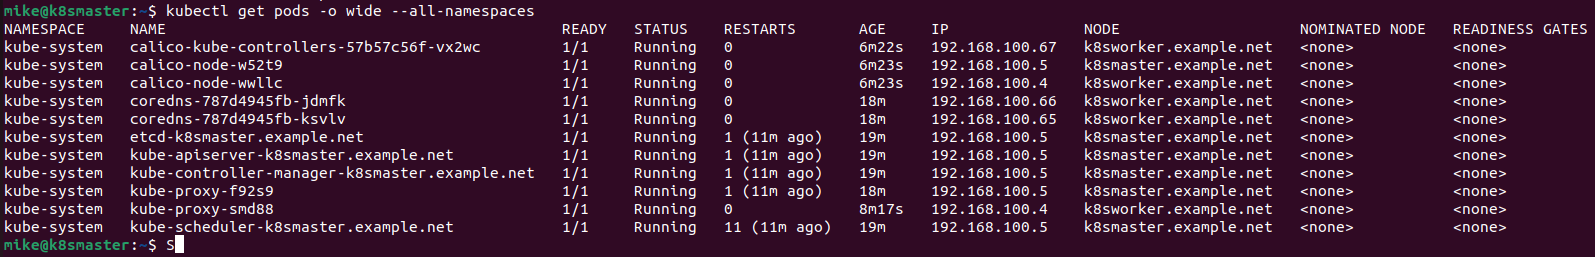 mike@k8smaster:~$ kubectl get pods -o wide --all-namespaces
NAMESPACE NAME READY STATUS RESTARTS AGE IP NODE NOMINATED NODE READINESS GATES
kube-system calico-kube-controllers-57b57c56f-vx2wc 1/1 Running 0 6m22s 192.168.100.67 k8sworker.example.net <none> <none>
kube-system calico-node-w52t9 1/1 Running 0 6m23s 192.168.100.5 k8smaster.example.net <none> <none>
kube-system calico-node-wwllc 1/1 Running 0 6m23s 192.168.100.4 k8sworker.example.net <none> <none>
kube-system coredns-787d4945fb-jdmfk 1/1 Running 0 18m 192.168.100.66 k8sworker.example.net <none> <none>
kube-system coredns-787d4945fb-ksvlv 1/1 Running 0 18m 192.168.100.65 k8sworker.example.net <none> <none>
kube-system etcd-k8smaster.example.net 1/1 Running 1 (11m ago) 19m 192.168.100.5 k8smaster.example.net <none> <none>
kube-system kube-apiserver-k8smaster.example.net 1/1 Running 1 (11m ago) 19m 192.168.100.5 k8smaster.example.net <none> <none>
kube-system kube-controller-manager-k8smaster.example.net 1/1 Running 1 (11m ago) 19m 192.168.100.5 k8smaster.example.net <none> <none>
kube-system kube-proxy-f92s9 1/1 Running 1 (11m ago) 18m 192.168.100.5 k8smaster.example.net <none> <none>
kube-system kube-proxy-smd88 1/1 Running 0 8m17s 192.168.100.4 k8sworker.example.net <none> <none>
kube-system kube-scheduler-k8smaster.example.net 1/1 Running 11 (11m ago) 19m 192.168.100.5 k8smaster.example.net <none> <none>
mike@k8smaster:~$ S